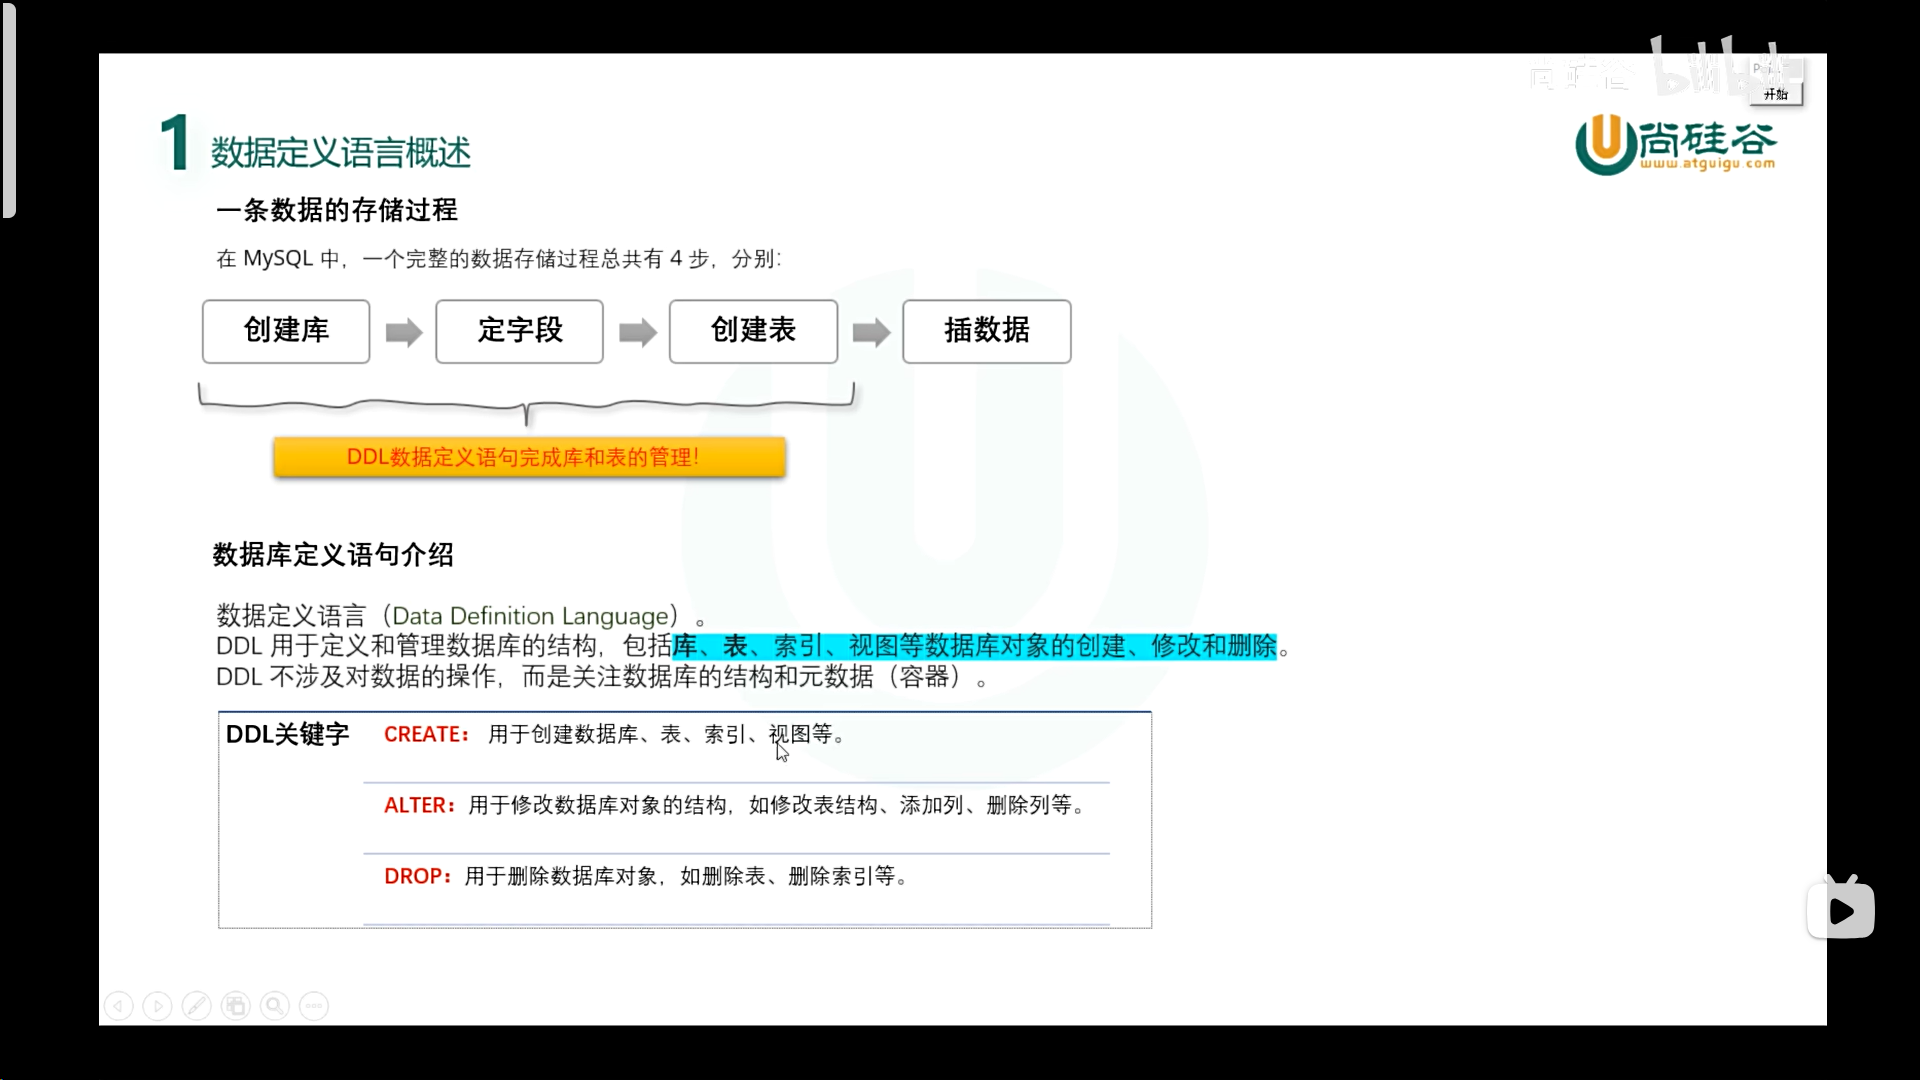 尚硅谷 bilibili
开始
尚硅谷
www.atguigu.com
1 数据定义语言概述
一条数据的存储过程
在 MySQL 中，一个完整的数据存储过程总共有 4 步，分别：
创建库 定字段 创建表 插数据
DDL数据定义语句完成库和表的管理！
数据库定义语句介绍
数据定义语言（Data Definition Language）。
DDL 用于定义和管理数据库的结构，包括库、表、索引、视图等数据库对象的创建、修改和删除。
DDL 不涉及对数据的操作，而是关注数据库的结构和元数据（容器）。
DDL关键字 CREATE： 用于创建数据库、表、索引、视图等。
ALTER：用于修改数据库对象的结构，如修改表结构、添加列、删除列等。
DROP：用于删除数据库对象，如删除表、删除索引等。